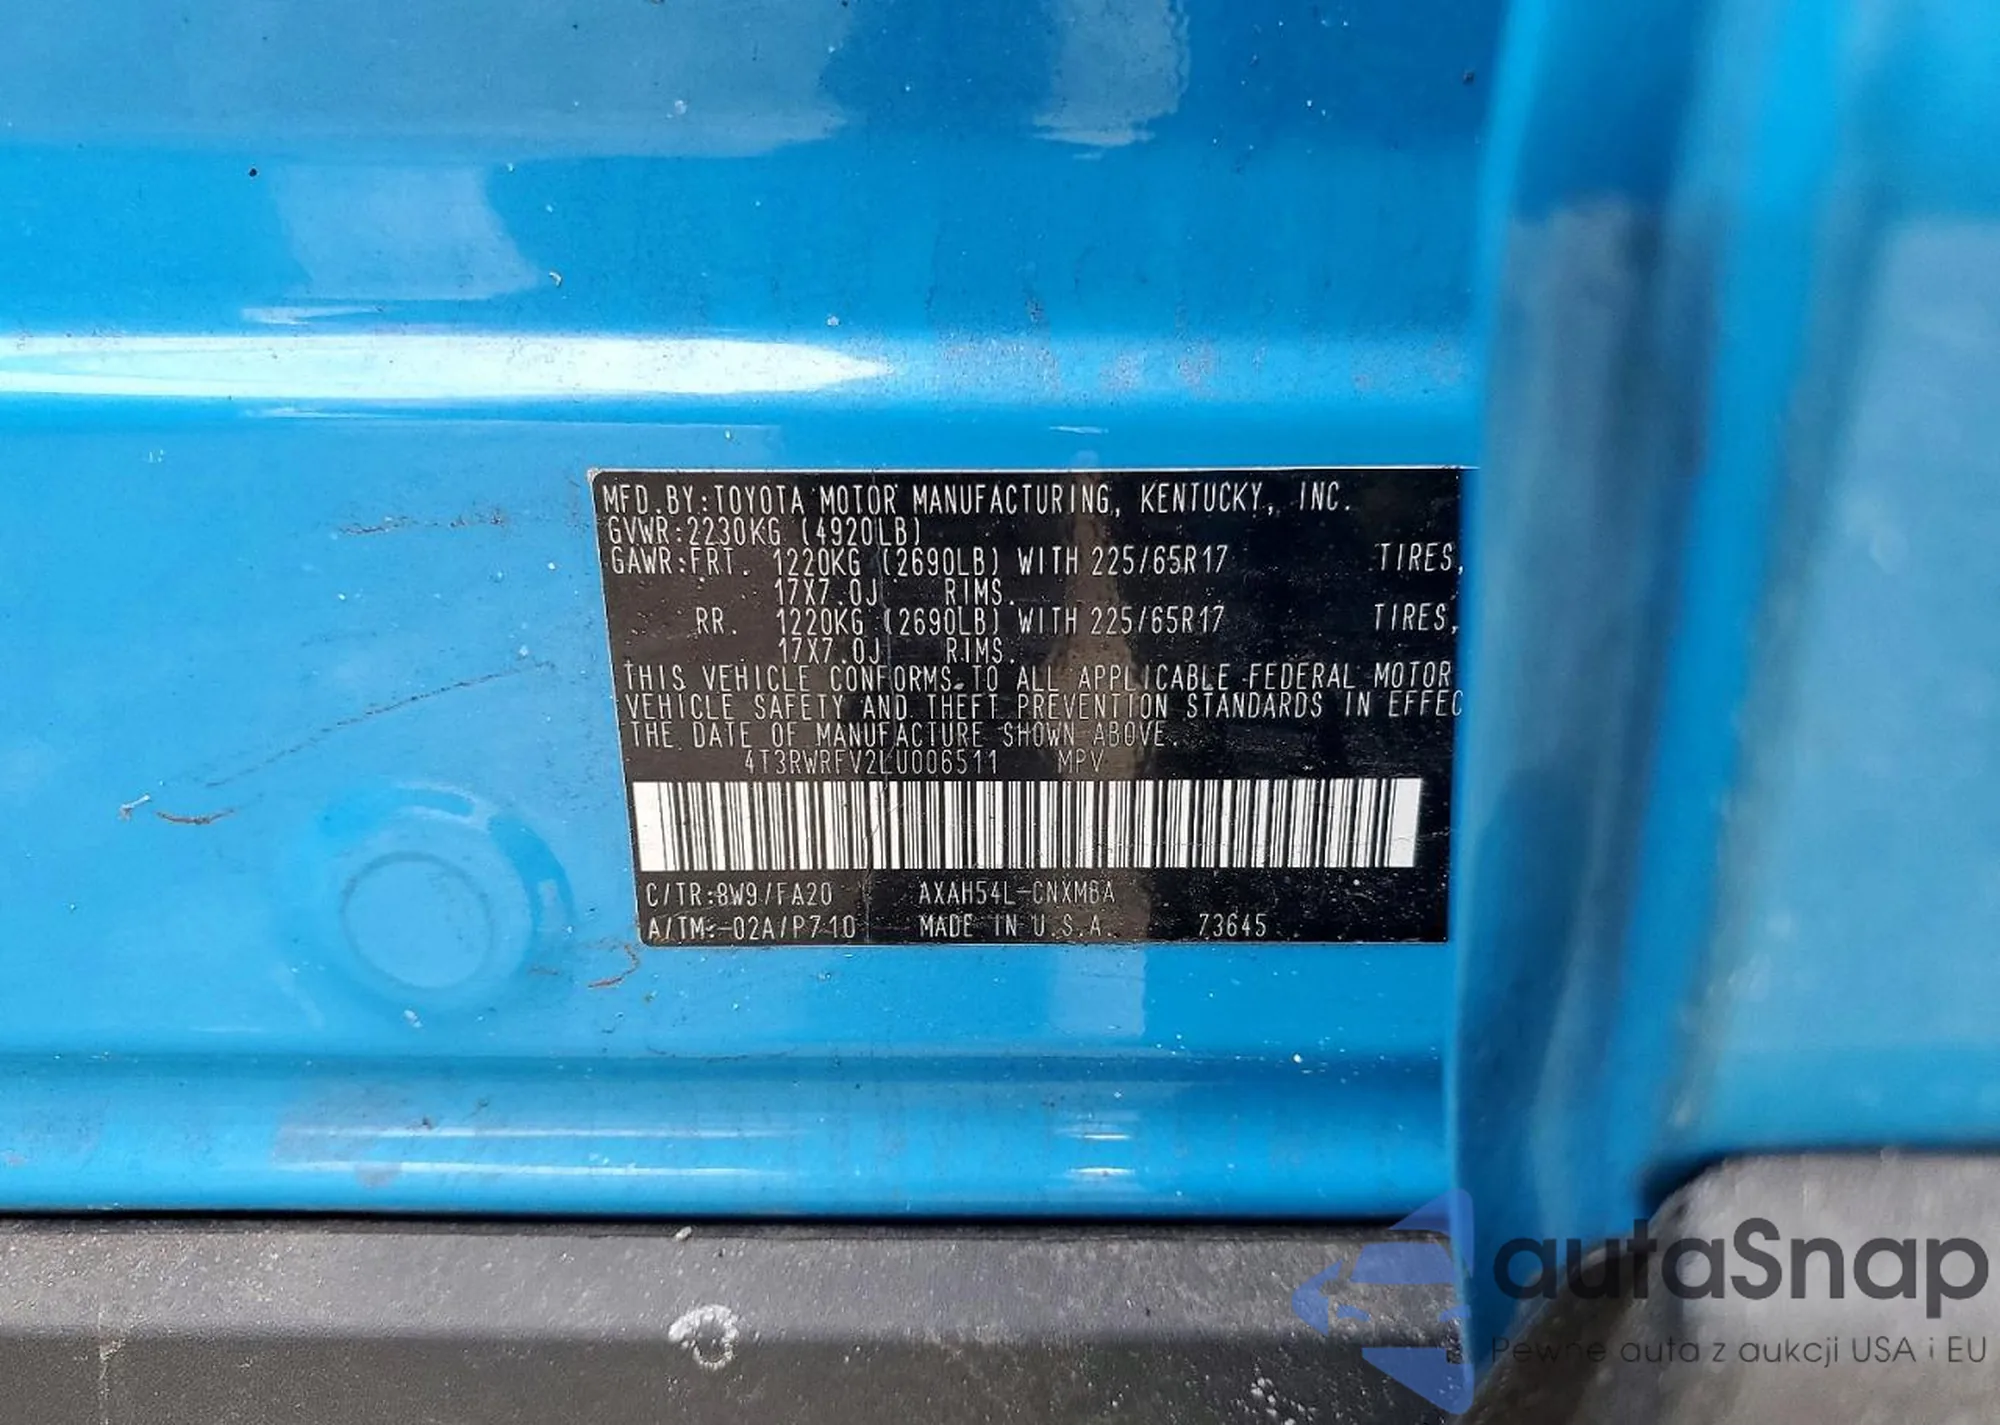 MFD.BY:TOYOTA MOTOR MANUFACTURING, KENTUCKY, INC.
GVWR:2230KG (4920LB)
GAWR:FRT. 1220KG (2690LB) WITH 225/65R17 TIRES,
17X7.0J RIMS.
RR. 1220KG (2690LB) WITH 225/65R17 TIRES,
17X7.0J RIMS.
THIS VEHICLE CONFORMS TO ALL APPLICABLE FEDERAL MOTOR
VEHICLE SAFETY AND THEFT PREVENTION STANDARDS IN EFFEC
THE DATE OF MANUFACTURE SHOWN ABOVE.
4T3RWRFV2LU006511 MPV
C/TR:8W9/FA20 AXAH54L-CNXMBA
A/TM:-02A/P710 MADE IN U.S.A. 73645
autaSnap
Pewne auta z aukcji USA i EU